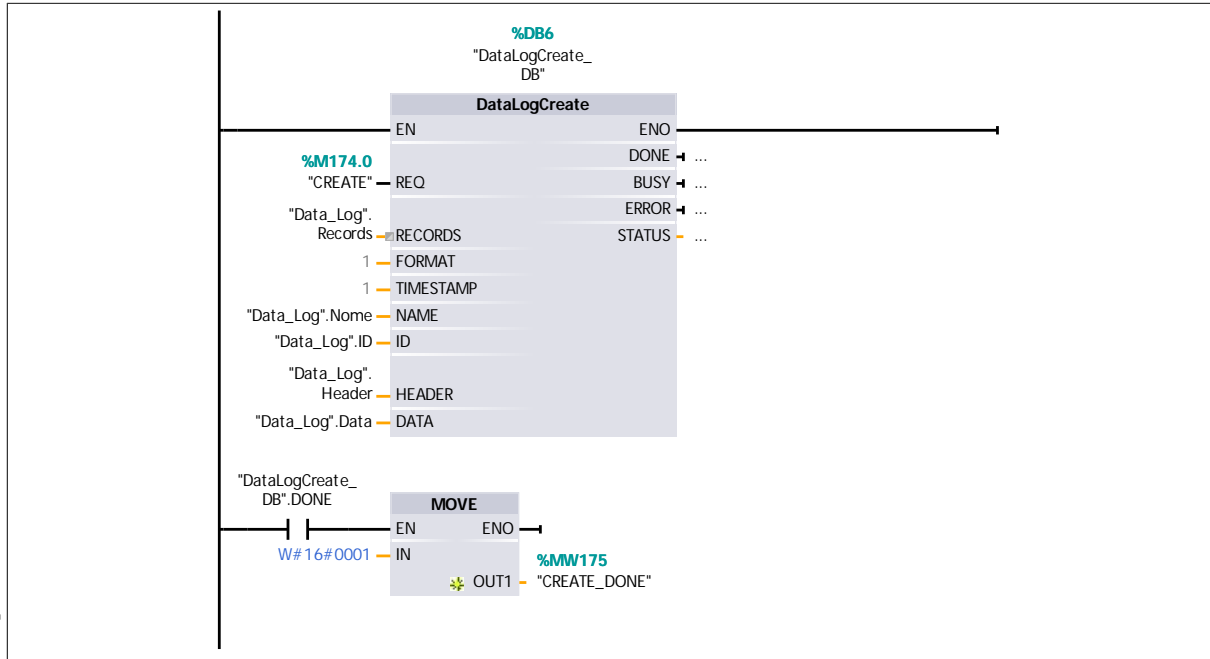 %DB6
"DataLogCreate_
DB"
DataLogCreate
EN ENO
DONE ...
%M174.0
"CREATE" REQ BUSY ...
ERROR ...
"Data_Log".
Records RECORDS STATUS ...
1 FORMAT
1 TIMESTAMP
"Data_Log".Nome NAME
"Data_Log".ID ID
"Data_Log".
Header HEADER
"Data_Log".Data DATA
"DataLogCreate_
DB".DONE
MOVE
EN ENO
W#16#0001 IN
%MW175
OUT1 "CREATE_DONE"